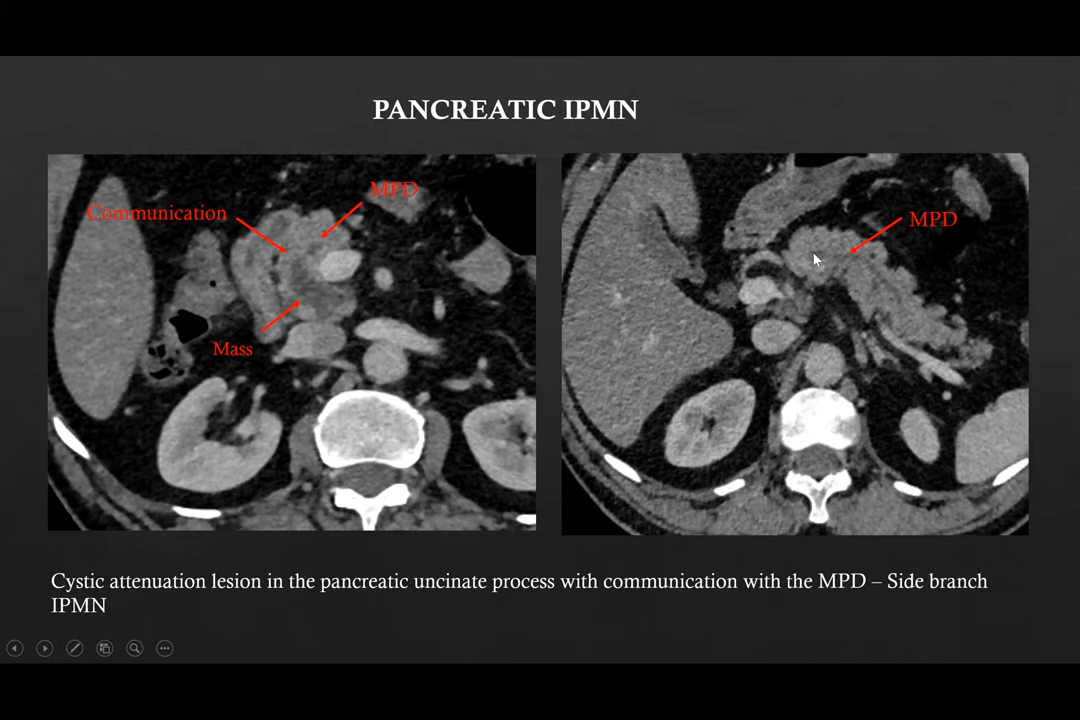 PANCREATIC IPMN
MPD
Communication
Mass
MPD
Cystic attenuation lesion in the pancreatic uncinate process with communication with the MPD – Side branch
IPMN